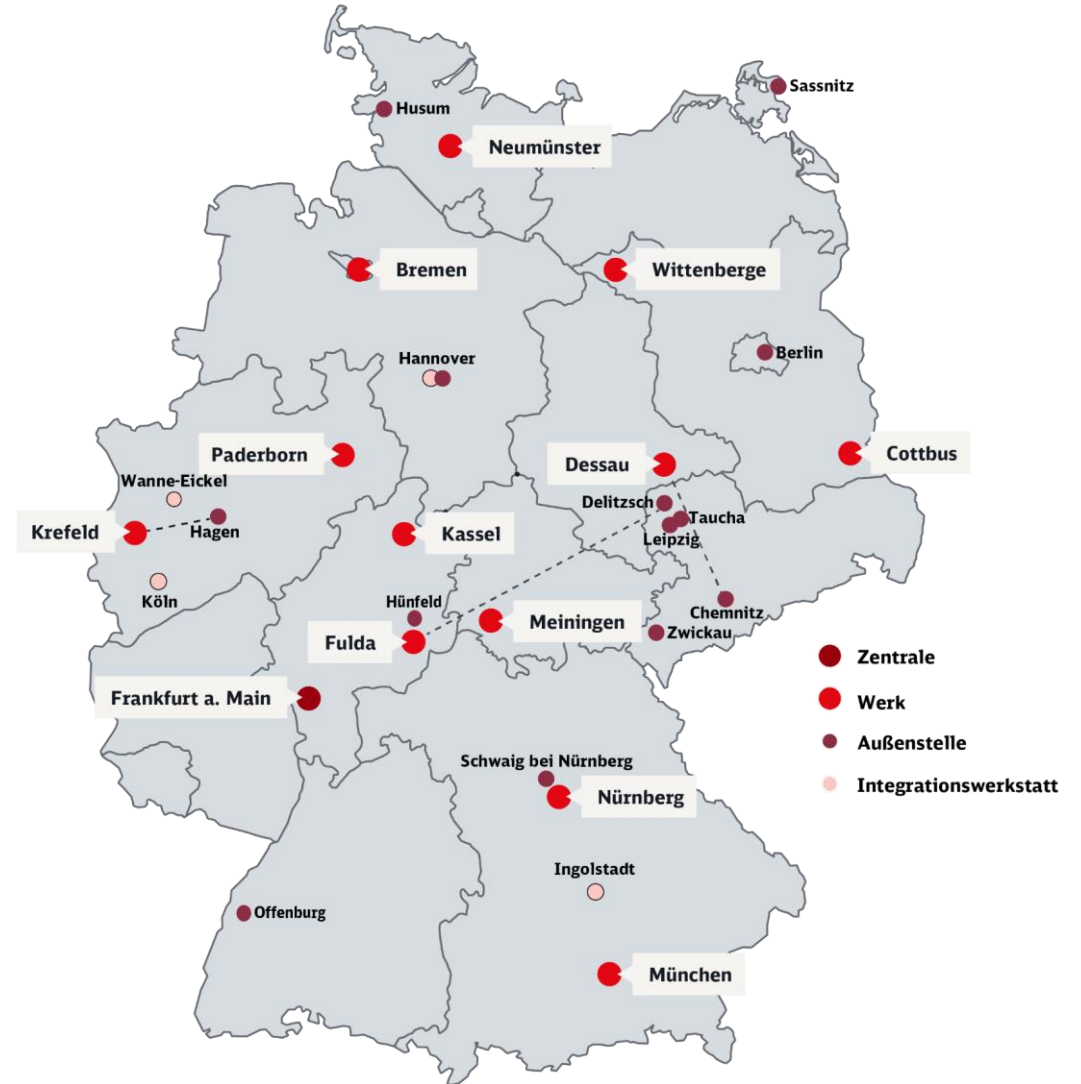 Sassnitz
Husum
Neumünster
Bremen
Wittenberge
Berlin
Hannover
Paderborn
Dessau
Cottbus
Wanne-Eickel
Delitzsch
Taucha
Krefeld
Hagen
Kassel
Leipzig
Köln
Hünfeld
Chemnitz
Meiningen
Zwickau
Fulda
Zentrale
Frankfurt a. Main
Werk
Außenstelle
Schwaig bei Nürnberg
Integrationswerkstatt
Nürnberg
Ingolstadt
Offenburg
München